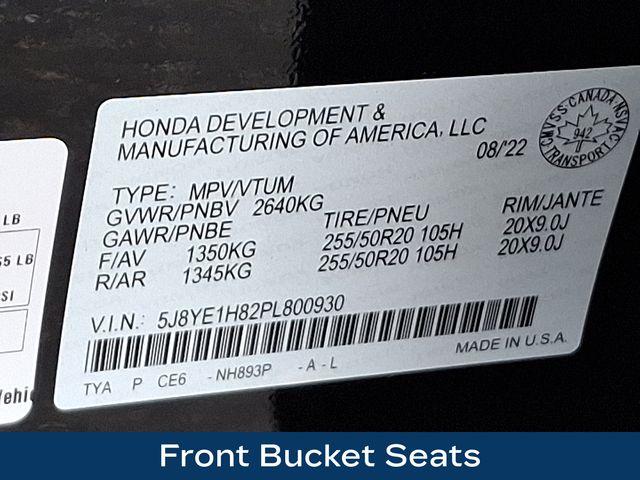 HONDA DEVELOPMENT &
MANUFACTURING OF AMERICA, LLC
08/22
CMVSS·CANADA·NSVAC
942
TRANSPORT
TYPE: MPV/VTUM
GVWR/PNBV 2640KG
GAWR/PNBE TIRE/PNEU RIM/JANTE
F/AV 1350KG 255/50R20 105H 20X9.0J
R/AR 1345KG 255/50R20 105H 20X9.0J
V.I.N.: 5J8YE1H82PL800930
MADE IN U.S.A.
TYA P CE6 -NH893P -A-L
LB
LB
SI
Front Bucket Seats